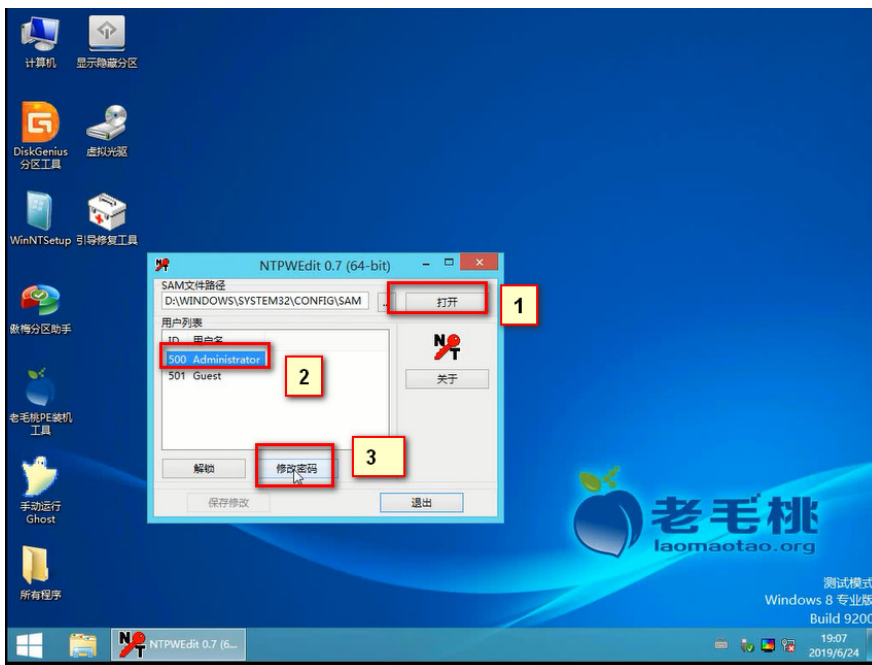 计算机
显示隐藏分区
DiskGenius
分区工具
虚拟光驱
WinNTSetup
引导修复工具
傲梅分区助手
老毛桃PE装机
工具
手动运行
Ghost
所有程序
NTPWEdit 0.7 (64-bit)
SAM文件路径
D:\WINDOWS\SYSTEM32\CONFIG\SAM
..
打开
1
用户列表
ID 用户名
500 Administrator
501 Guest
2
NT
关于
解锁
修改密码
3
保存修改
退出
老毛桃
laomaotao.org
测试模式
Windows 8 专业版
Build 9200
NTPWEdit 0.7 (6...
19:07
2019/6/24